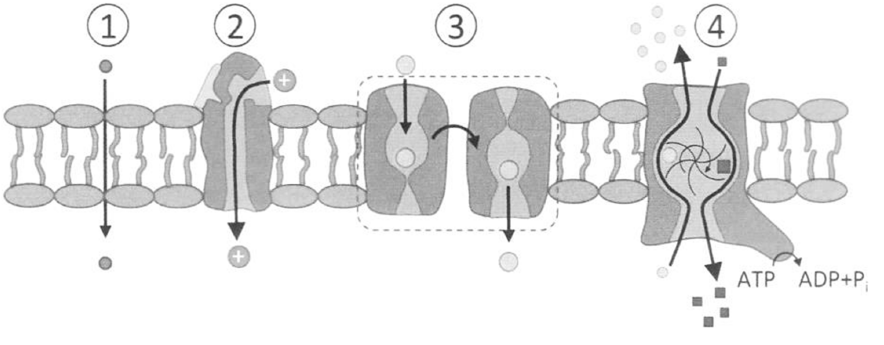 1 2 3 4
+
+
ATP ADP+Pi